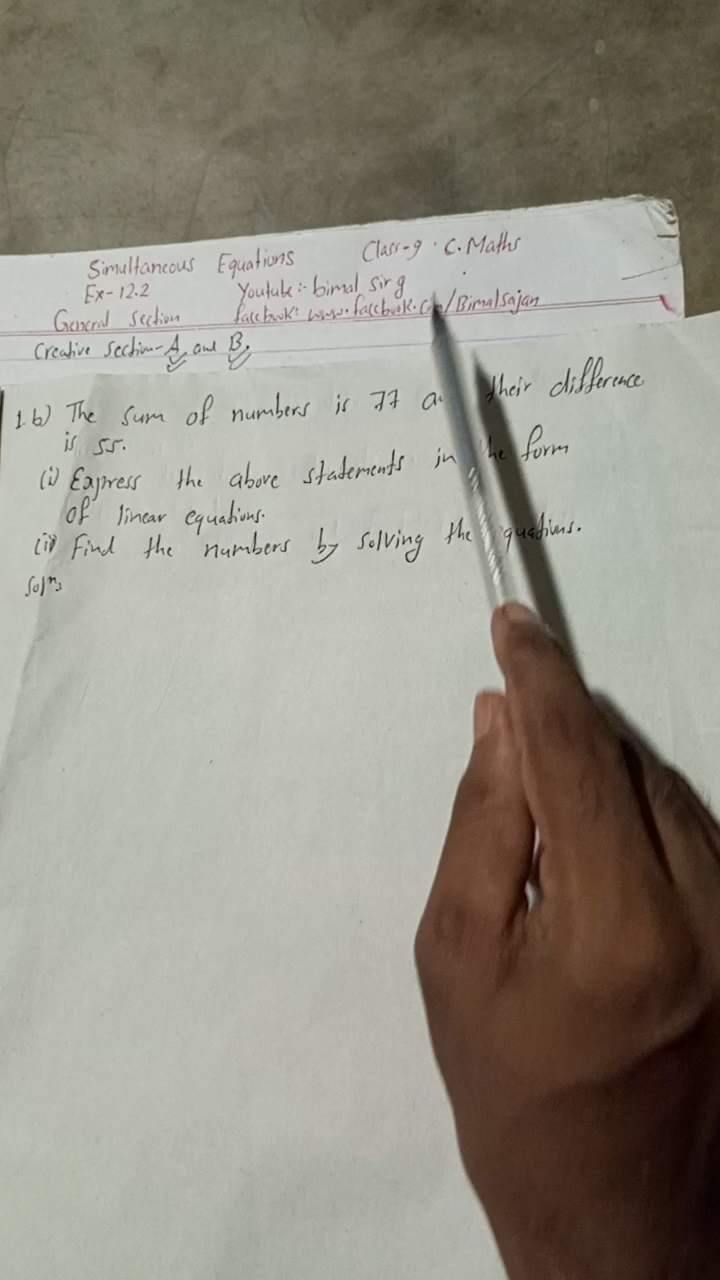 Simultaneous Equations Class-9 C. Maths
Ex-12.2 Youtube:- bimal sir g
General Section facebook: www.facebook.com/Bimalsajan
Creative section-A and B.
1.b) The sum of numbers is 77 a their difference
is 55.
(i) Express the above statements in the form
of linear equations.
(ii) Find the numbers by solving the equations.
Soln: